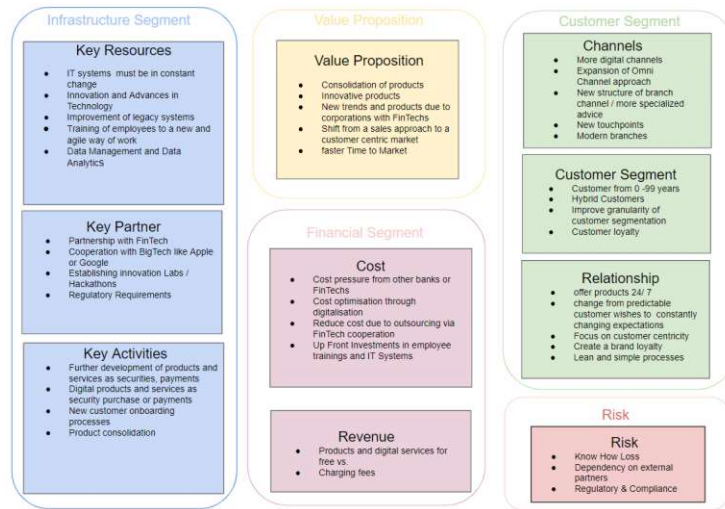 Infrastructure Segment
Key Resources
● IT systems must be in constant
change
● Innovation and Advances in
Technology
● Improvement of legacy systems
● Training of employees to a new and
agile way of work
● Data Management and Data
Analytics
Key Partner
● Partnership with FinTech
● Cooperation with BigTech like Apple
or Google
● Establishing innovation Labs /
Hackathons
● Regulatory Requirements
Key Activities
● Further development of products and
services as securities, payments
● Digital products and services as
security purchase or payments
● New customer onboarding
processes
● Product consolidation
Value Proposition
Value Proposition
● Consolidation of products
● Innovative products
● New trends and products due to
corporations with FinTechs
● Shift from a sales approach to a
customer centric market
● faster Time to Market
Financial Segment
Cost
● Cost pressure from other banks or
FinTechs
● Cost optimisation through
digitalisation
● Reduce cost due to outsourcing via
FinTech cooperation
● Up Front Investments in employee
trainings and IT Systems
Revenue
● Products and digital services for
free vs.
● Charging fees
Customer Segment
Channels
● More digital channels
● Expansion of Omni
Channel approach
● New structure of branch
channel / more specialized
advice
● New touchpoints
● Modern branches
Customer Segment
● Customer from 0 -99 years
● Hybrid Customers
● Improve granularity of
customer segmentation
● Customer loyalty
Relationship
● offer products 24/ 7
● change from predictable
customer wishes to constantly
changing expectations
● Focus on customer centricity
● Create a brand loyalty
● Lean and simple processes
Risk
Risk
● Know How Loss
● Dependency on external
partners
● Regulatory & Compliance